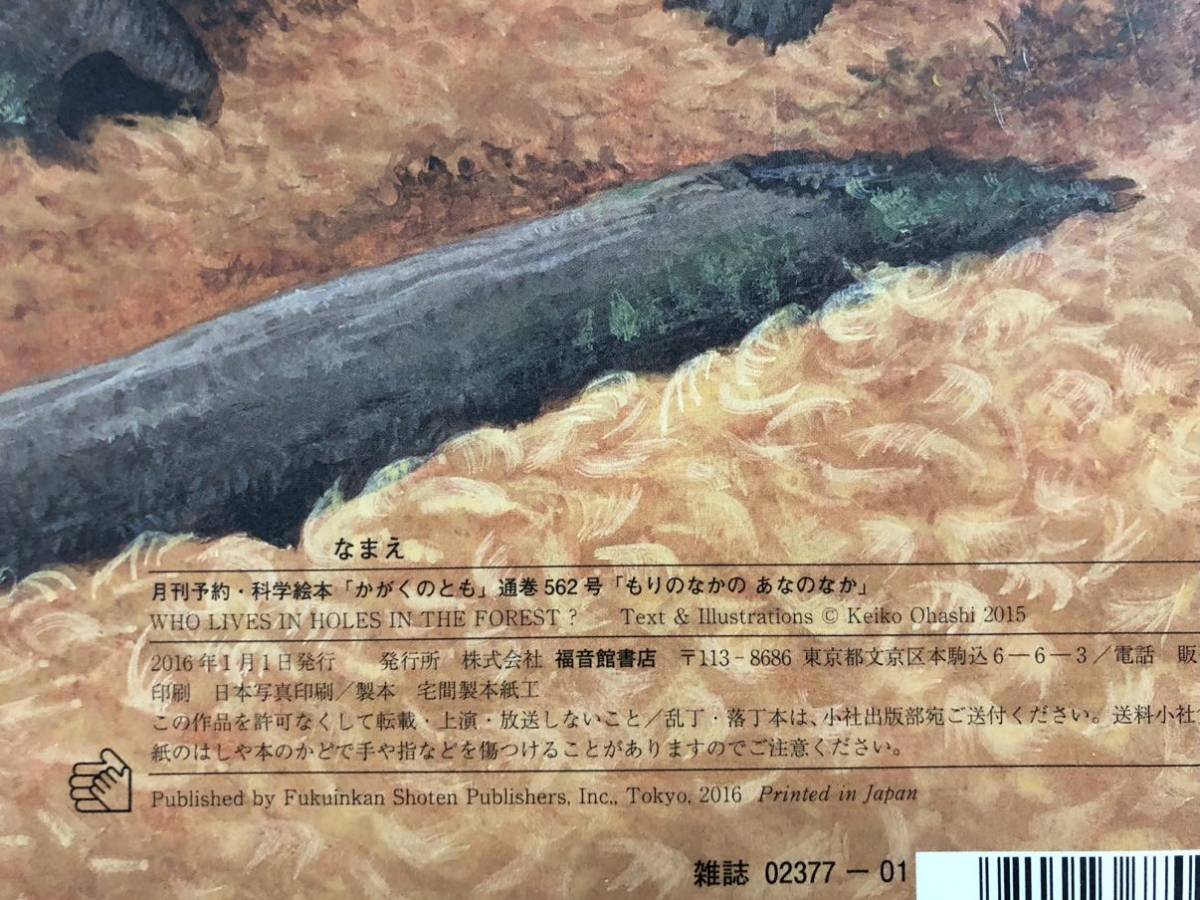 なまえ
月刊予約・科学絵本「かがくのとも」通巻562号「もりのなかの あなのなか」
WHO LIVES IN HOLES IN THE FOREST ? Text & Illustrations © Keiko Ohashi 2015
2016年1月1日発行 発行所 株式会社 福音館書店 〒113-8686 東京都文京区本駒込6-6-3/電話 販
印刷 日本写真印刷/製本 宅間製本紙工
この作品を許可なくして転載・上演・放送しないこと/乱丁・落丁本は、小社出版部宛ご送付ください。送料小社
紙のはしや本のかどで手や指などを傷つけることがありますのでご注意ください。
Published by Fukuinkan Shoten Publishers, Inc., Tokyo, 2016 Printed in Japan
雑誌 02377-01